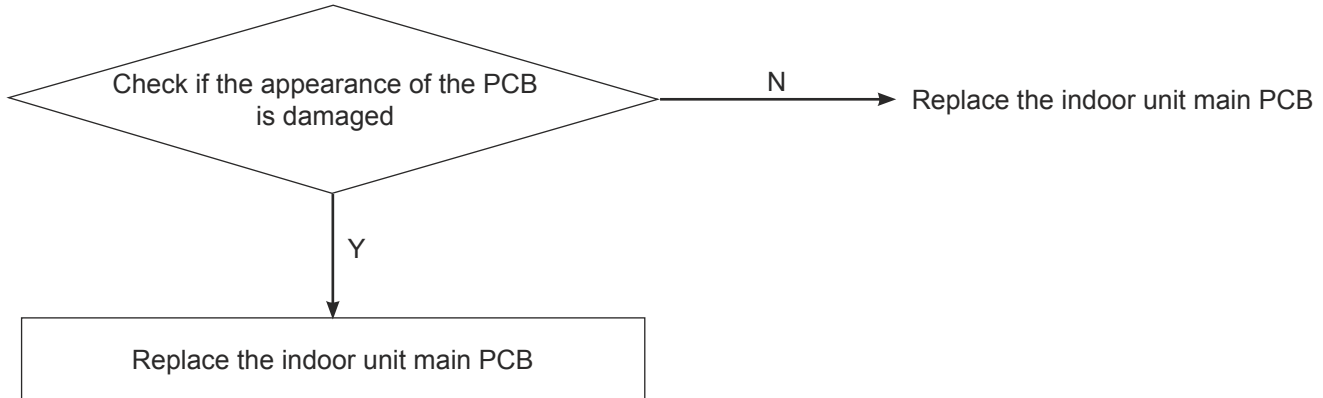 Check if the appearance of the PCB
is damaged
N
Replace the indoor unit main PCB
Y
Replace the indoor unit main PCB